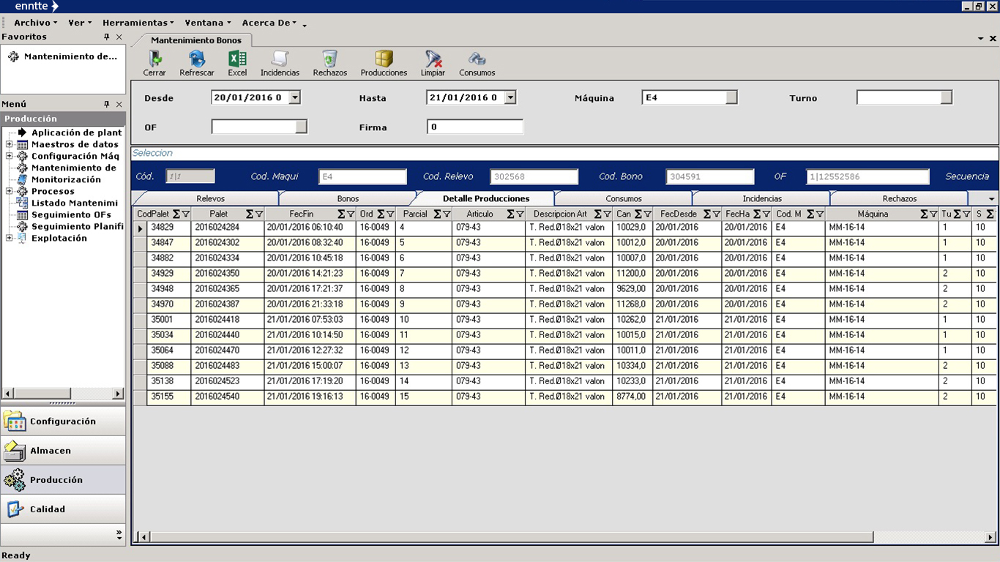 enntte
Archivo Ver Herramientas Ventana Acerca De
Favoritos
Mantenimiento de...
Menú
Producción
Aplicación de plant
Maestros de datos
Configuración Máq
Mantenimiento de
Monitorización
Procesos
Listado Mantenimi
Seguimiento OFs
Seguimiento Planifi
Explotación
Configuración
Almacen
Producción
Calidad
Mantenimiento Bonos
Cerrar Refrescar Excel Incidencias Rechazos Producciones Limpiar Consumos
Desde 20/01/2016 0 Hasta 21/01/2016 0 Máquina E4 Turno
OF Firma 0
Seleccion
Cód. 1|1 Cod. Maqui E4 Cod. Relevo 302568 Cod. Bono 304591 OF 1|12552586 Secuencia
Relevos Bonos Detalle Producciones Consumos Incidencias Rechazos
CodPalet Palet FecFin Ord Parcial Articulo Descripcion Art Can FecDesde FecHa Cod. M Máquina Tu S
34829 2016024284 20/01/2016 06:10:40 16-0049 4 079-43 T. Red.Ø18x21 valon 10029,0 20/01/2016 20/01/2016 E4 MM-16-14 1 10
34847 2016024302 20/01/2016 08:32:40 16-0049 5 079-43 T. Red.Ø18x21 valon 10012,0 20/01/2016 20/01/2016 E4 MM-16-14 1 10
34882 2016024334 20/01/2016 10:45:18 16-0049 6 079-43 T. Red.Ø18x21 valon 10007,0 20/01/2016 20/01/2016 E4 MM-16-14 1 10
34929 2016024350 20/01/2016 14:21:23 16-0049 7 079-43 T. Red.Ø18x21 valon 11200,0 20/01/2016 20/01/2016 E4 MM-16-14 2 10
34948 2016024365 20/01/2016 17:21:37 16-0049 8 079-43 T. Red.Ø18x21 valon 9629,00 20/01/2016 20/01/2016 E4 MM-16-14 2 10
34970 2016024387 20/01/2016 21:33:18 16-0049 9 079-43 T. Red.Ø18x21 valon 11268,0 20/01/2016 20/01/2016 E4 MM-16-14 2 10
35001 2016024418 21/01/2016 07:53:03 16-0049 10 079-43 T. Red.Ø18x21 valon 10262,0 21/01/2016 21/01/2016 E4 MM-16-14 1 10
35034 2016024440 21/01/2016 10:14:50 16-0049 11 079-43 T. Red.Ø18x21 valon 10015,0 21/01/2016 21/01/2016 E4 MM-16-14 1 10
35064 2016024470 21/01/2016 12:27:32 16-0049 12 079-43 T. Red.Ø18x21 valon 10011,0 21/01/2016 21/01/2016 E4 MM-16-14 1 10
35088 2016024483 21/01/2016 15:00:07 16-0049 13 079-43 T. Red.Ø18x21 valon 10334,0 21/01/2016 21/01/2016 E4 MM-16-14 2 10
35138 2016024523 21/01/2016 17:19:20 16-0049 14 079-43 T. Red.Ø18x21 valon 10233,0 21/01/2016 21/01/2016 E4 MM-16-14 2 10
35155 2016024540 21/01/2016 19:16:13 16-0049 15 079-43 T. Red.Ø18x21 valon 8774,00 21/01/2016 21/01/2016 E4 MM-16-14 2 10
Ready